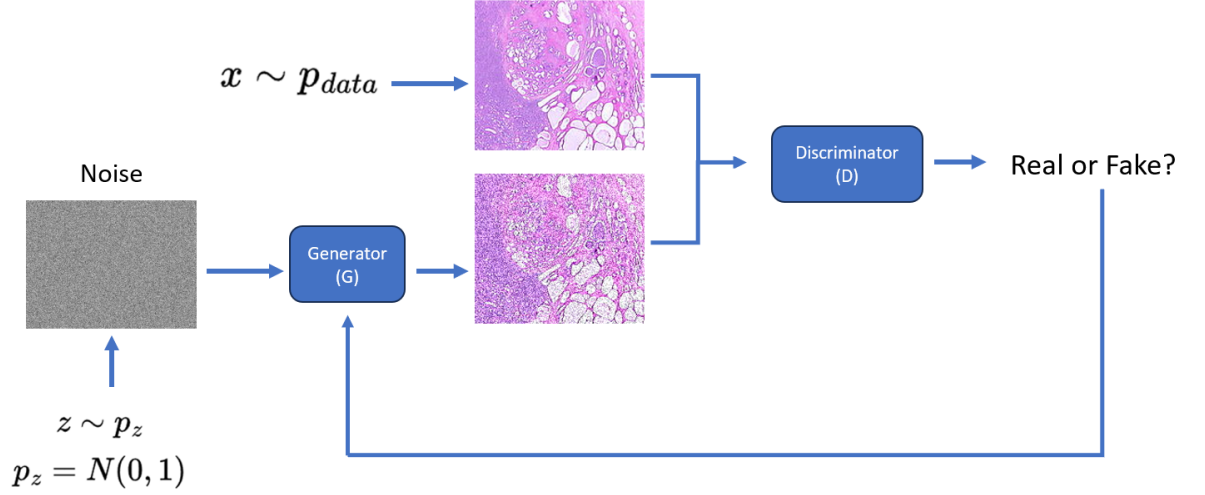 x ∼ p_data
Noise
Generator
(G)
Discriminator
(D)
Real or Fake?
z ∼ p_z
p_z = N(0, 1)